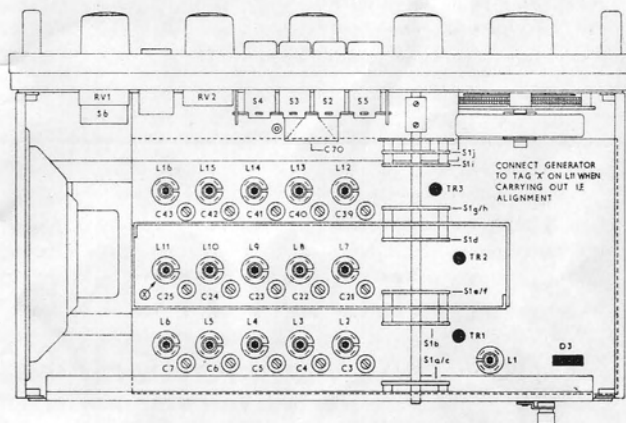 RV1
S6
RV2
S4 S3 S2 S5
C70
S1j
S1i
CONNECT GENERATOR
TO TAG 'X' ON L11 WHEN
CARRYING OUT I.F.
ALIGNMENT
L16 L15 L14 L13 L12
TR3
C43 C42 C41 C40 C39
S1g/h
S1d
L11 L10 L9 L8 L7
TR2
X
C25 C24 C23 C22 C21
S1e/f
L6 L5 L4 L3 L2
S1b
TR1
S1a/c
L1
D3
C7 C6 C5 C4 C3